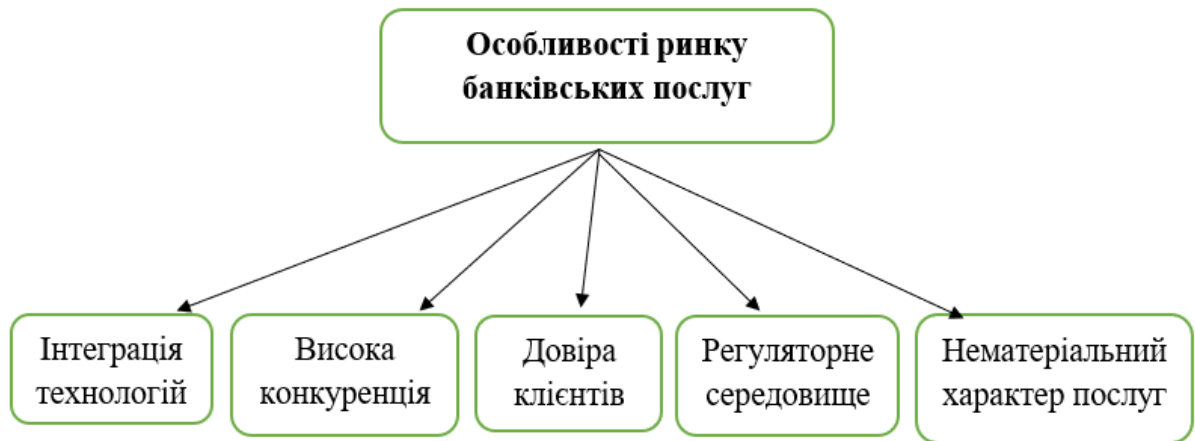 Особливості ринку
банківських послуг
Інтеграція
технологій
Висока
конкуренція
Довіра
клієнтів
Регуляторне
середовище
Нематеріальний
характер послуг